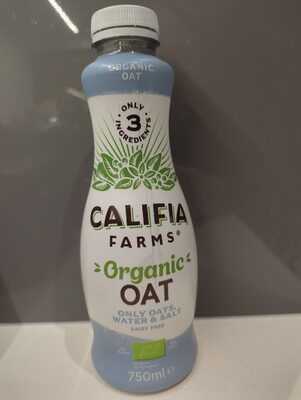 ORGANIC
OAT
ONLY
3
INGREDIENTS
CALIFIA
FARMS®
Organic
OAT
ONLY OATS,
WATER & SALT
DAIRY FREE
750ml e